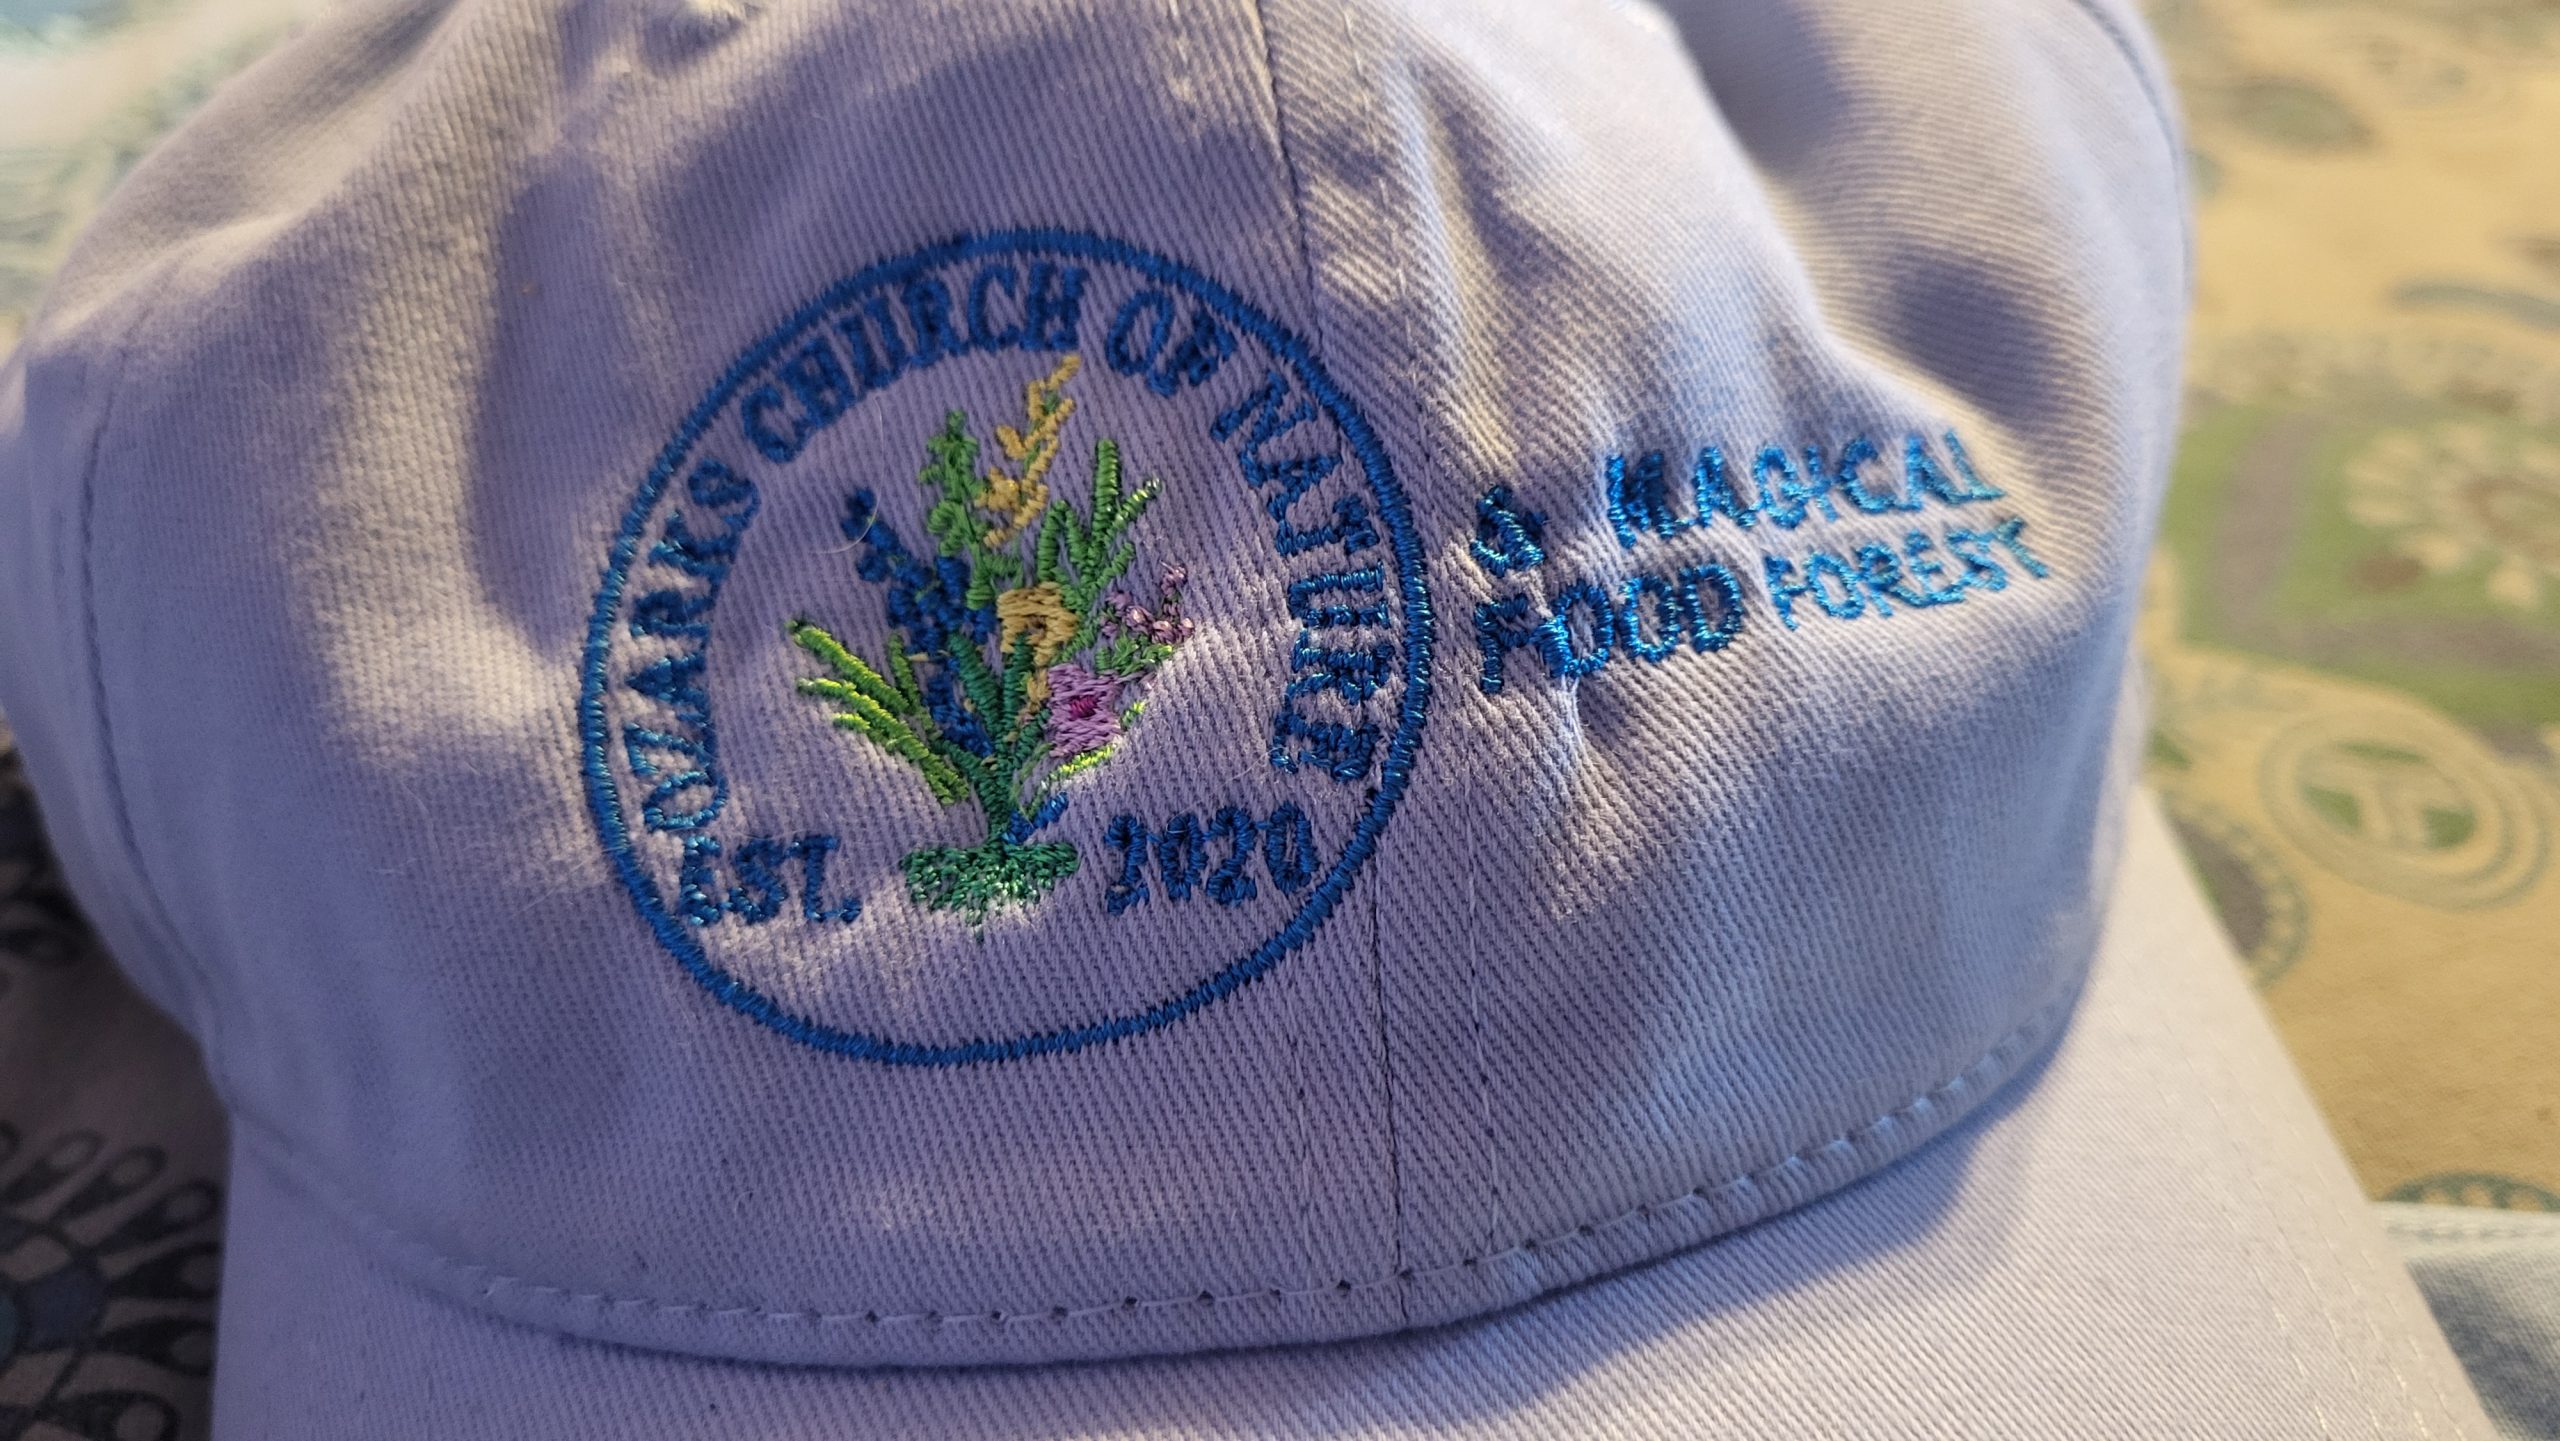 OZARKS CHURCH OF NATURE
EST. 2020
& MAGICAL
FOOD FOREST